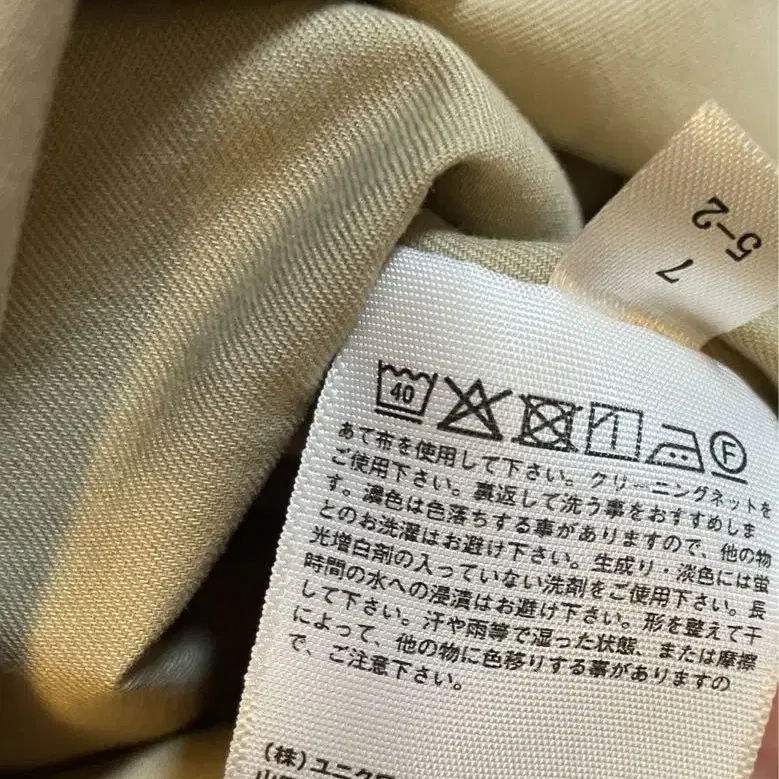 5-2
7
40
F
あて布を使用して下さい。クリーニングネットを
ご使用下さい。裏返して洗う事をおすすめしま
す。濃色は色落ちする事がありますので、他の物
とのお洗濯はお避け下さい。生成り・淡色には蛍
光増白剤の入っていない洗剤をご使用下さい。長
時間の水への浸漬はお避け下さい。形を整えて干
して下さい。汗や雨等で湿った状態、または摩擦
によって、他の物に色移りする事がありますの
で、ご注意下さい。
(株)ユニク